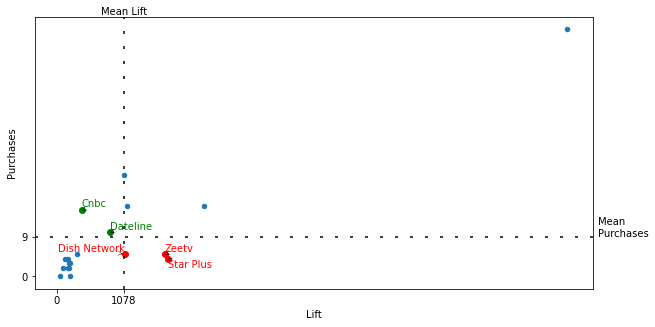 Mean Lift
Purchases
Cnbc
Dateline
Mean
Purchases
9
Dish Network
Zeetv
Star Plus
0
0
1078
Lift